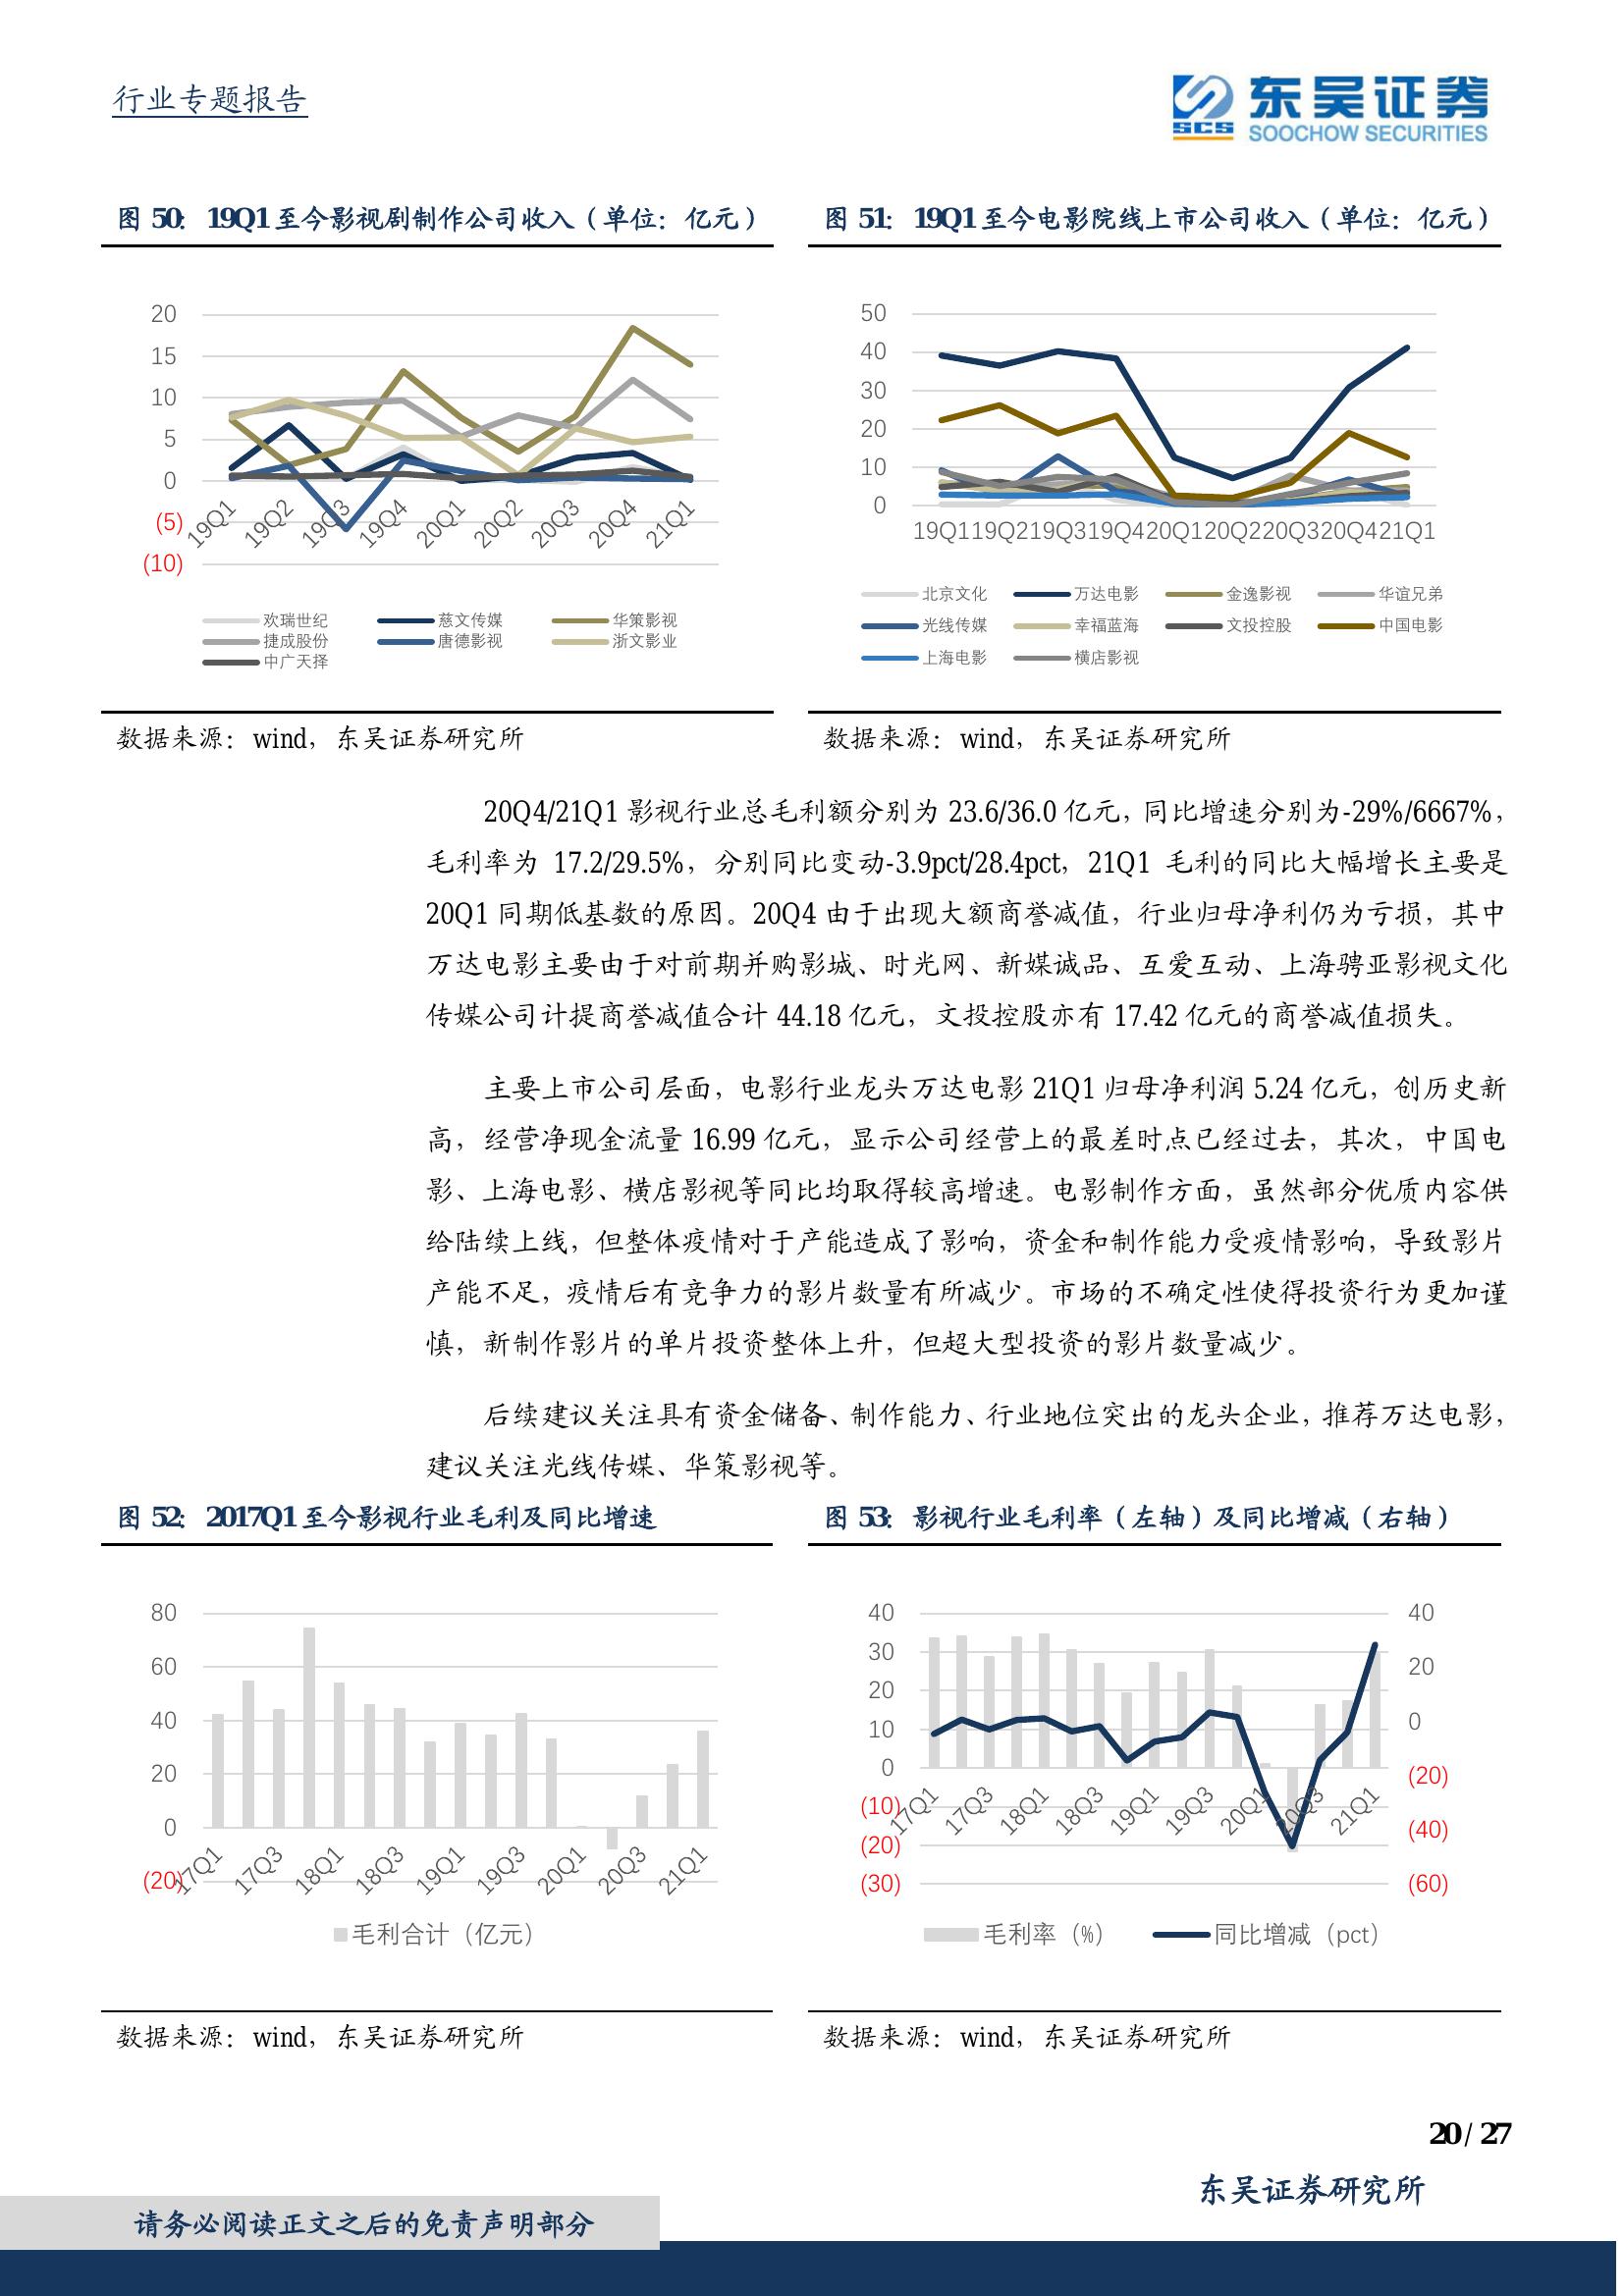 行业专题报告
SCS 东吴证券
SOOCHOW SECURITIES
图 50： 19Q1 至今影视剧制作公司收入（单位：亿元）
20
15
10
5
0
(5)
(10)
19Q1 19Q2 19Q3 19Q4 20Q1 20Q2 20Q3 20Q4 21Q1
欢瑞世纪 慈文传媒 华策影视
捷成股份 唐德影视 浙文影业
中广天择
数据来源：wind，东吴证券研究所
图 51： 19Q1 至今电影院线上市公司收入（单位：亿元）
50
40
30
20
10
0
19Q1 19Q2 19Q3 19Q4 20Q1 20Q2 20Q3 20Q4 21Q1
北京文化 万达电影 金逸影视 华谊兄弟
光线传媒 幸福蓝海 文投控股 中国电影
上海电影 横店影视
数据来源：wind，东吴证券研究所
20Q4/21Q1 影视行业总毛利额分别为 23.6/36.0 亿元，同比增速分别为-29%/6667%，
毛利率为 17.2/29.5%，分别同比变动-3.9pct/28.4pct，21Q1 毛利的同比大幅增长主要是
20Q1 同期低基数的原因。20Q4 由于出现大额商誉减值，行业归母净利仍为亏损，其中
万达电影主要由于对前期并购影城、时光网、新媒诚品、互爱互动、上海骋亚影视文化
传媒公司计提商誉减值合计 44.18 亿元，文投控股亦有 17.42 亿元的商誉减值损失。
主要上市公司层面，电影行业龙头万达电影 21Q1 归母净利润 5.24 亿元，创历史新
高，经营净现金流量 16.99 亿元，显示公司经营上的最差时点已经过去，其次，中国电
影、上海电影、横店影视等同比均取得较高增速。电影制作方面，虽然部分优质内容供
给陆续上线，但整体疫情对于产能造成了影响，资金和制作能力受疫情影响，导致影片
产能不足，疫情后有竞争力的影片数量有所减少。市场的不确定性使得投资行为更加谨
慎，新制作影片的单片投资整体上升，但超大型投资的影片数量减少。
后续建议关注具有资金储备、制作能力、行业地位突出的龙头企业，推荐万达电影，
建议关注光线传媒、华策影视等。
图 52： 2017Q1 至今影视行业毛利及同比增速
80
60
40
20
0
(20)
17Q1 17Q3 18Q1 18Q3 19Q1 19Q3 20Q1 20Q3 21Q1
毛利合计（亿元）
数据来源：wind，东吴证券研究所
图 53： 影视行业毛利率（左轴）及同比增减（右轴）
40
30
20
10
0
(10)
(20)
(30)
40
20
0
(20)
(40)
(60)
17Q1 17Q3 18Q1 18Q3 19Q1 19Q3 20Q1 20Q3 21Q1
毛利率（%） 同比增减（pct）
数据来源：wind，东吴证券研究所
20 / 27
东吴证券研究所
请务必阅读正文之后的免责声明部分